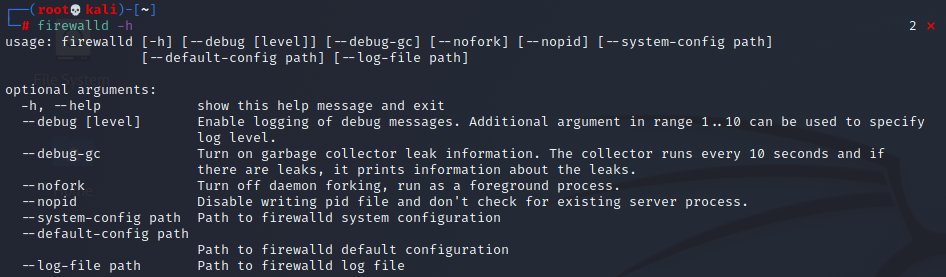 ┌──(root💀kali)-[~]
└─# firewalld -h 2 ⨯
usage: firewalld [-h] [--debug [level]] [--debug-gc] [--nofork] [--nopid] [--system-config path]
[--default-config path] [--log-file path]
optional arguments:
-h, --help show this help message and exit
--debug [level] Enable logging of debug messages. Additional argument in range 1..10 can be used to specify
log level.
--debug-gc Turn on garbage collector leak information. The collector runs every 10 seconds and if
there are leaks, it prints information about the leaks.
--nofork Turn off daemon forking, run as a foreground process.
--nopid Disable writing pid file and don't check for existing server process.
--system-config path Path to firewalld system configuration
--default-config path
Path to firewalld default configuration
--log-file path Path to firewalld log file
File System